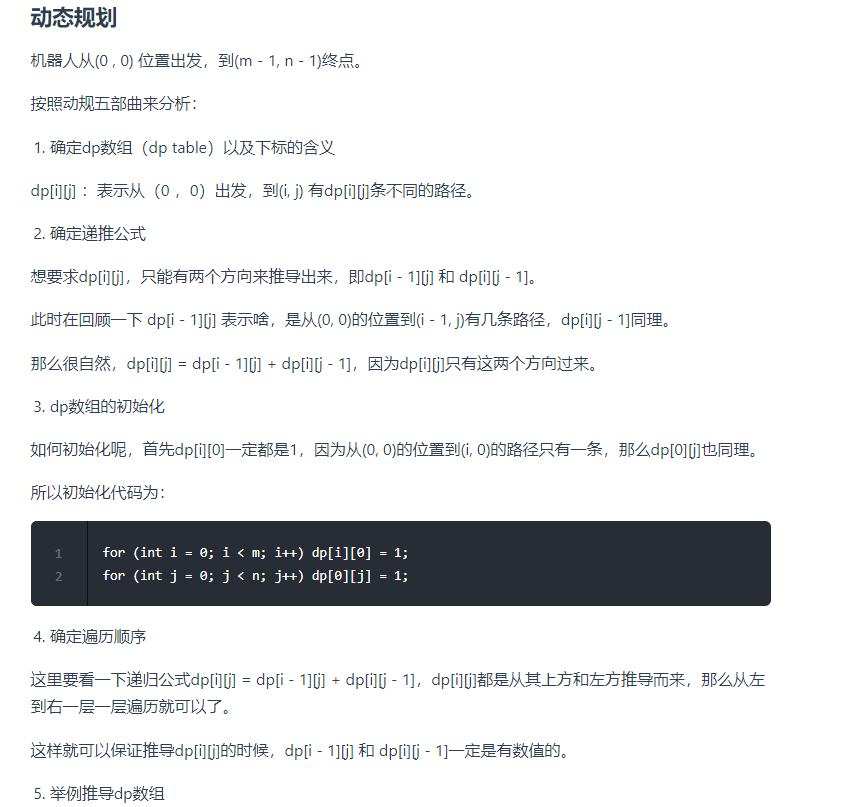 动态规划
机器人从(0 , 0) 位置出发，到(m - 1, n - 1)终点。
按照动规五部曲来分析：
1. 确定dp数组（dp table）以及下标的含义
dp[i][j] ：表示从（0 ，0）出发，到(i, j) 有dp[i][j]条不同的路径。
2. 确定递推公式
想要求dp[i][j]，只能有两个方向来推导出来，即dp[i - 1][j] 和 dp[i][j - 1]。
此时在回顾一下 dp[i - 1][j] 表示啥，是从(0, 0)的位置到(i - 1, j)有几条路径，dp[i][j - 1]同理。
那么很自然，dp[i][j] = dp[i - 1][j] + dp[i][j - 1]，因为dp[i][j]只有这两个方向过来。
3. dp数组的初始化
如何初始化呢，首先dp[i][0]一定都是1，因为从(0, 0)的位置到(i, 0)的路径只有一条，那么dp[0][j]也同理。
所以初始化代码为：
1 for (int i = 0; i < m; i++) dp[i][0] = 1;
2 for (int j = 0; j < n; j++) dp[0][j] = 1;
4. 确定遍历顺序
这里要看一下递归公式dp[i][j] = dp[i - 1][j] + dp[i][j - 1]，dp[i][j]都是从其上方和左方推导而来，那么从左
到右一层一层遍历就可以了。
这样就可以保证推导dp[i][j]的时候，dp[i - 1][j] 和 dp[i][j - 1]一定是有数值的。
5. 举例推导dp数组